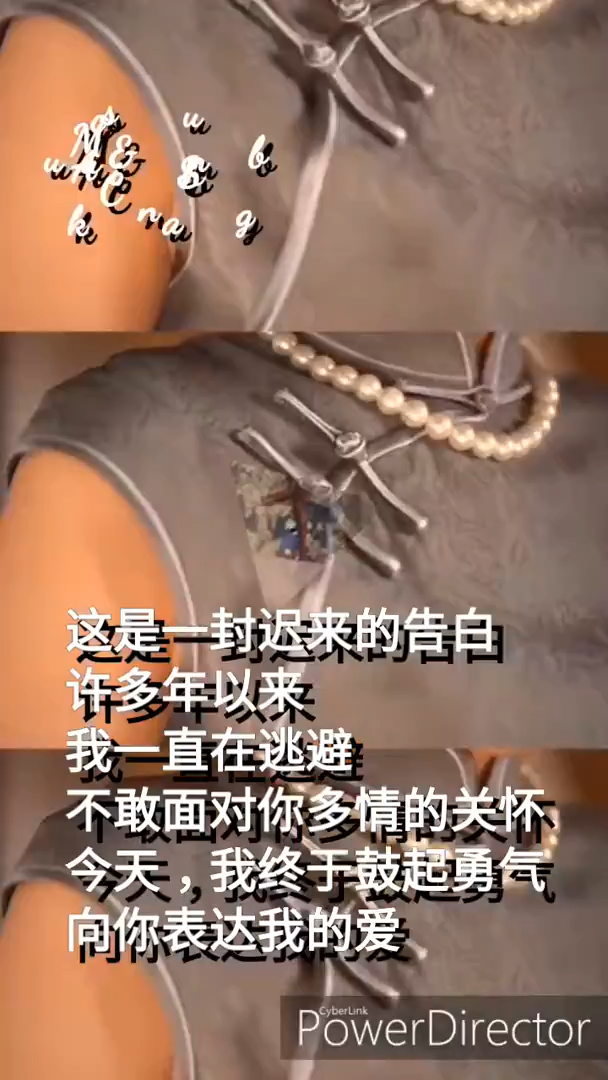 这是一封迟来的告白
许多年以来
我一直在逃避
不敢面对你多情的关怀
今天，我终于鼓起勇气
向你表达我的爱
CyberLink
PowerDirector